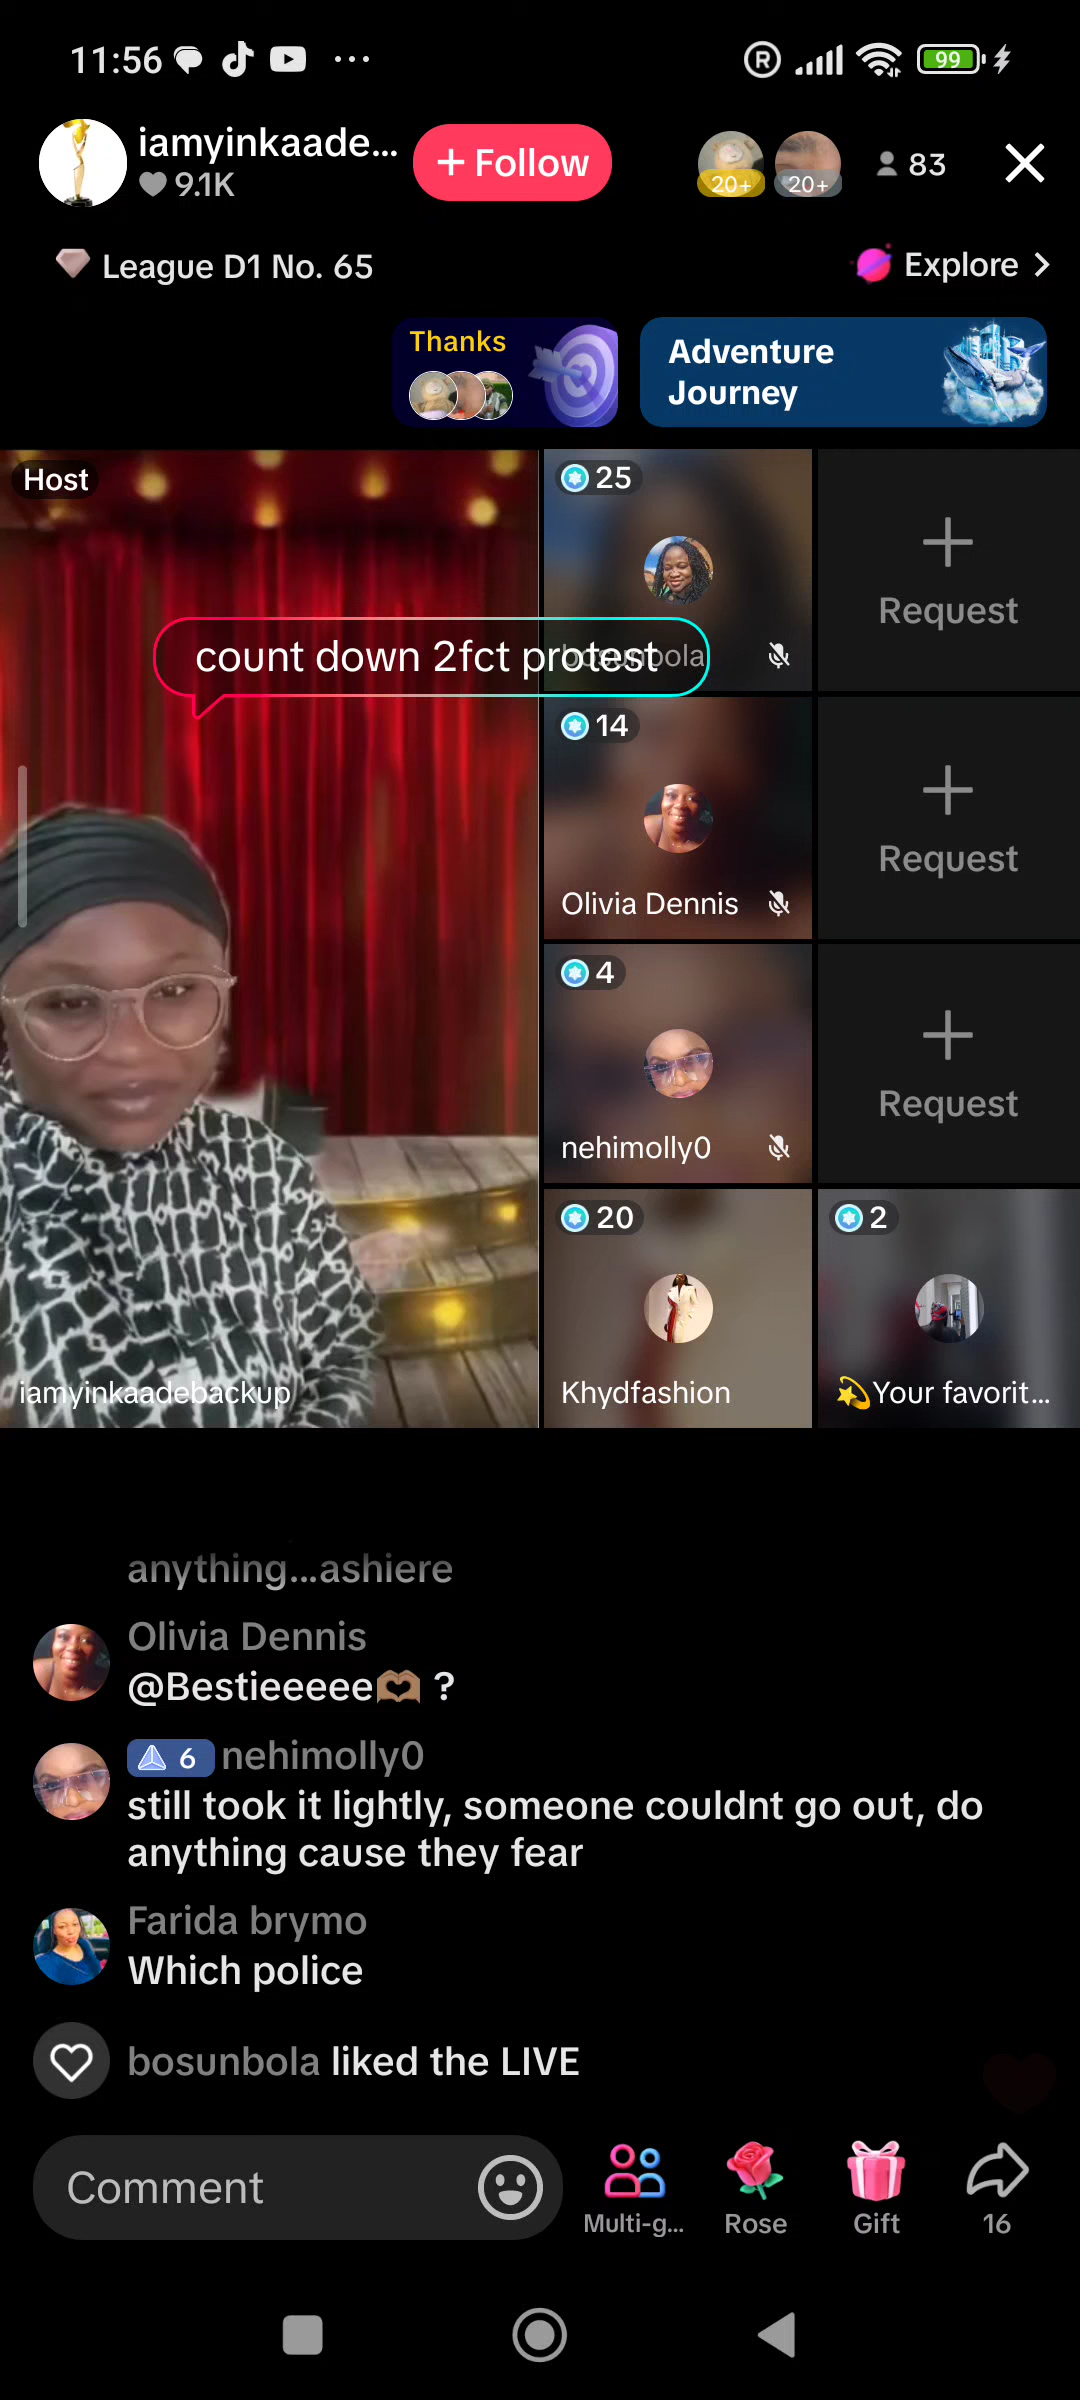 11:56
R
99
iamyinkaade...
9.1K
+ Follow
20+
20+
83
League D1 No. 65
Explore
Thanks
Adventure
Journey
Host
25
Request
count down 2fct protest
bosunbola
14
Request
Olivia Dennis
4
Request
nehimolly0
20
2
iamyinkaadebackup
Khydfashion
Your favorit...
anything...ashiere
Olivia Dennis
@Bestieeeee🫶🏽 ?
6 nehimolly0
still took it lightly, someone couldnt go out, do
anything cause they fear
Farida brymo
Which police
bosunbola liked the LIVE
Comment
Multi-g...
Rose
Gift
16